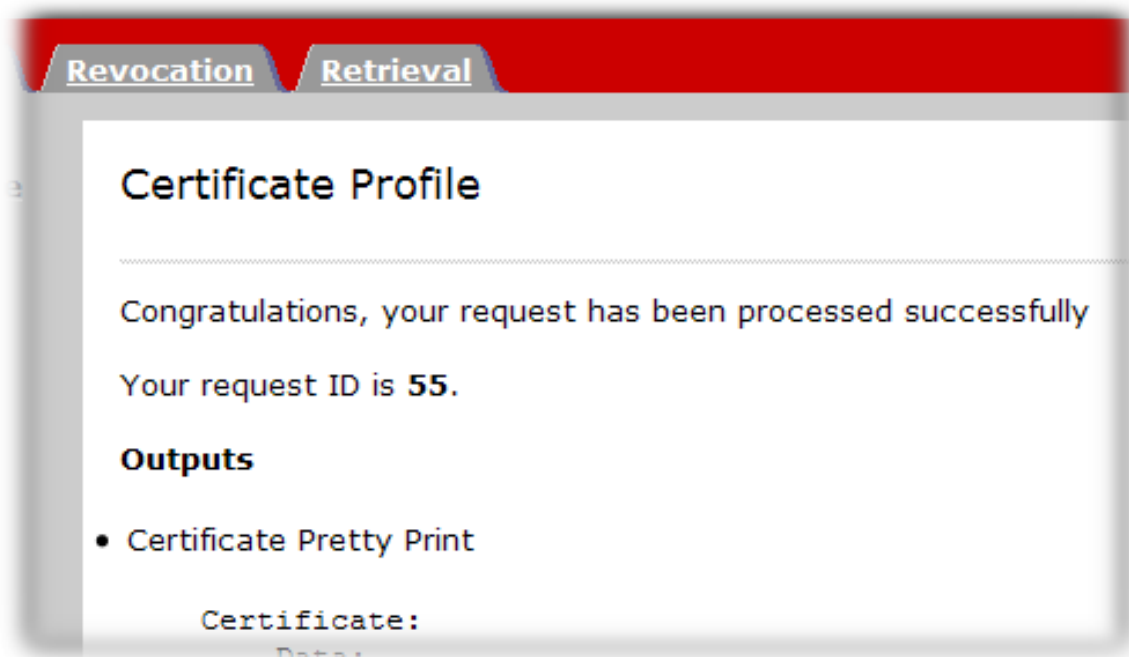 Revocation Retrieval
Certificate Profile
Congratulations, your request has been processed successfully
Your request ID is 55.
Outputs
• Certificate Pretty Print
Certificate:
Data: